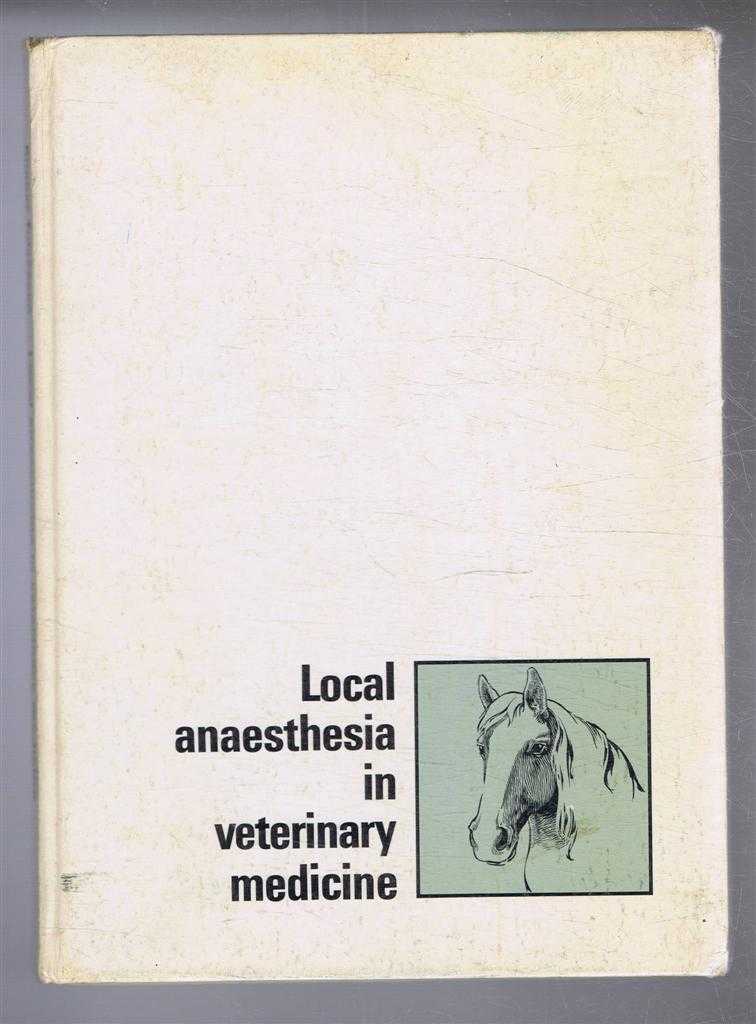 Local
anaesthesia
in
veterinary
medicine